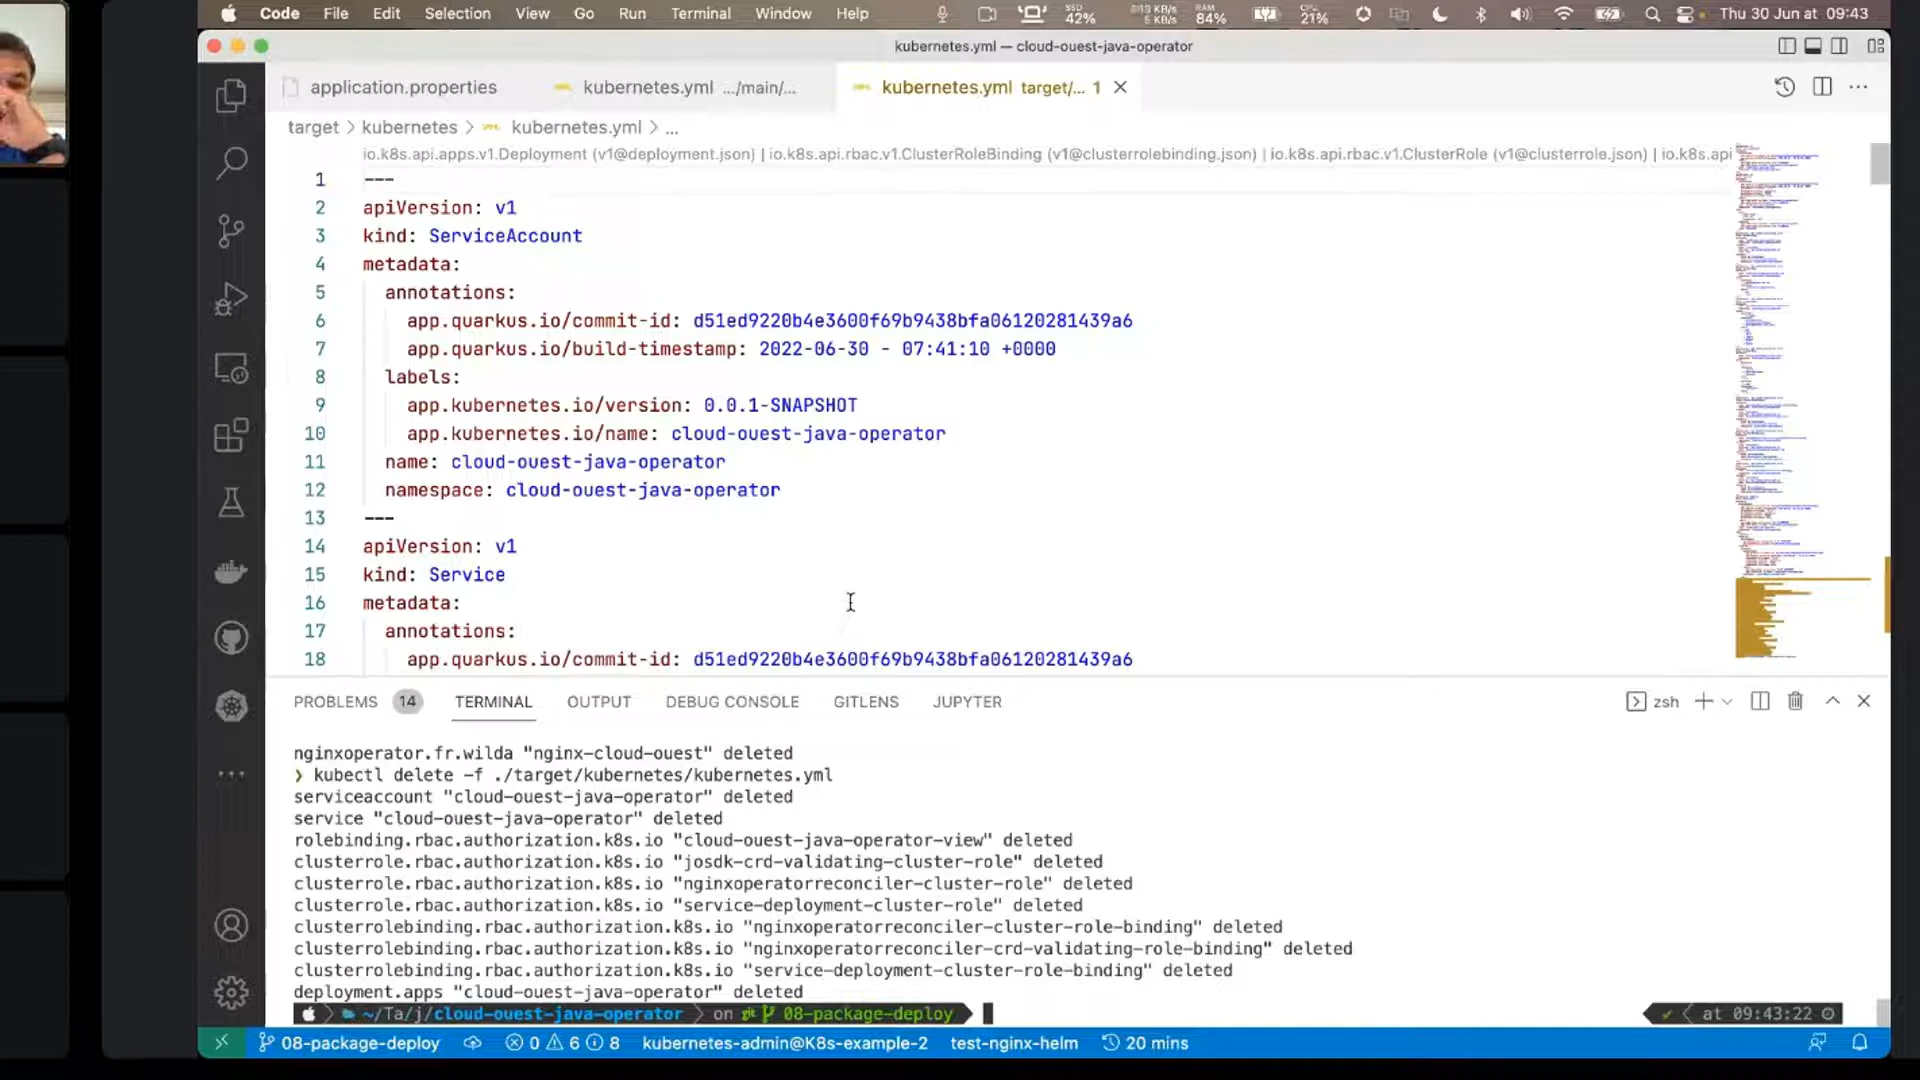 Code File Edit Selection View Go Run Terminal Window Help SSD 42% RAM 84% CPU 21% Thu 30 Jun at 09:43
kubernetes.yml — cloud-ouest-java-operator
application.properties kubernetes.yml .../main/... kubernetes.yml target/... 1
target > kubernetes > kubernetes.yml > ...
io.k8s.api.apps.v1.Deployment (v1@deployment.json) | io.k8s.api.rbac.v1.ClusterRoleBinding (v1@clusterrolebinding.json) | io.k8s.api.rbac.v1.ClusterRole (v1@clusterrole.json) | io.k8s.api
1 ---
2 apiVersion: v1
3 kind: ServiceAccount
4 metadata:
5 annotations:
6 app.quarkus.io/commit-id: d51ed9220b4e3600f69b9438bfa06120281439a6
7 app.quarkus.io/build-timestamp: 2022-06-30 - 07:41:10 +0000
8 labels:
9 app.kubernetes.io/version: 0.0.1-SNAPSHOT
10 app.kubernetes.io/name: cloud-ouest-java-operator
11 name: cloud-ouest-java-operator
12 namespace: cloud-ouest-java-operator
13 ---
14 apiVersion: v1
15 kind: Service
16 metadata:
17 annotations:
18 app.quarkus.io/commit-id: d51ed9220b4e3600f69b9438bfa06120281439a6
PROBLEMS 14 TERMINAL OUTPUT DEBUG CONSOLE GITLENS JUPYTER zsh
nginxoperator.fr.wilda "nginx-cloud-ouest" deleted
❯ kubectl delete -f ./target/kubernetes/kubernetes.yml
serviceaccount "cloud-ouest-java-operator" deleted
service "cloud-ouest-java-operator" deleted
rolebinding.rbac.authorization.k8s.io "cloud-ouest-java-operator-view" deleted
clusterrole.rbac.authorization.k8s.io "josdk-crd-validating-cluster-role" deleted
clusterrole.rbac.authorization.k8s.io "nginxoperatorreconciler-cluster-role" deleted
clusterrole.rbac.authorization.k8s.io "service-deployment-cluster-role" deleted
clusterrolebinding.rbac.authorization.k8s.io "nginxoperatorreconciler-cluster-role-binding" deleted
clusterrolebinding.rbac.authorization.k8s.io "nginxoperatorreconciler-crd-validating-role-binding" deleted
clusterrolebinding.rbac.authorization.k8s.io "service-deployment-cluster-role-binding" deleted
deployment.apps "cloud-ouest-java-operator" deleted
~/Ta/j/cloud-ouest-java-operator on git 08-package-deploy at 09:43:22
08-package-deploy 0 6 8 kubernetes-admin@K8s-example-2 test-nginx-helm 20 mins